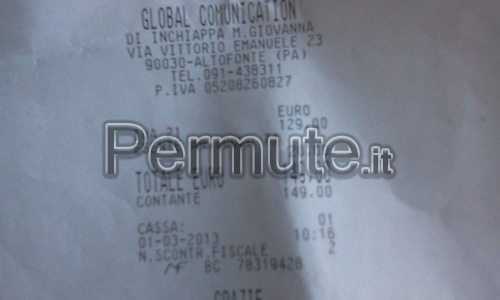 GLOBAL COMUNICATION
DI INCHIAPPA M.GIOVANNA
VIA VITTORIO EMANUELE 23
90030-ALTOFONTE (PA)
TEL.091-438311
P.IVA 05208260827
EURO
129.00
Permute.it
TOTALE EURO
CONTANTE 149.00
CASSA: 01
01-03-2013 10:16
N.SCONTR.FISCALE 2
MF BC 78319428
GRAZIE